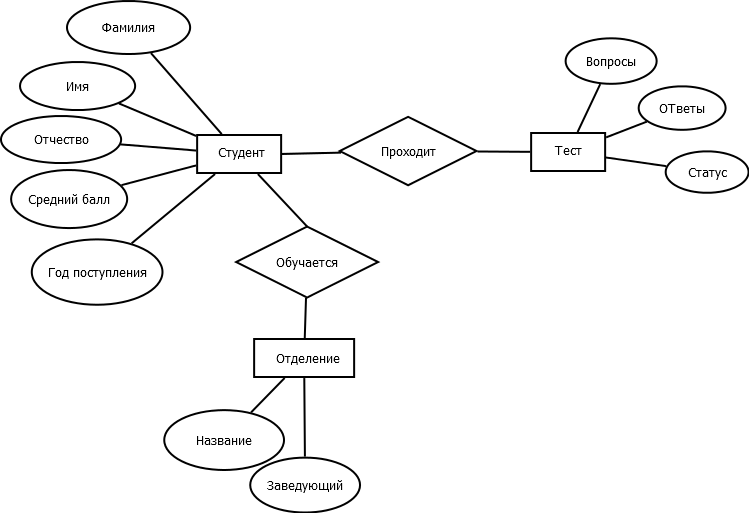 Фамилия
Вопросы
Имя
ОТветы
Отчество
Студент
Проходит
Тест
Статус
Средний балл
Обучается
Год поступления
Отделение
Название
Заведующий